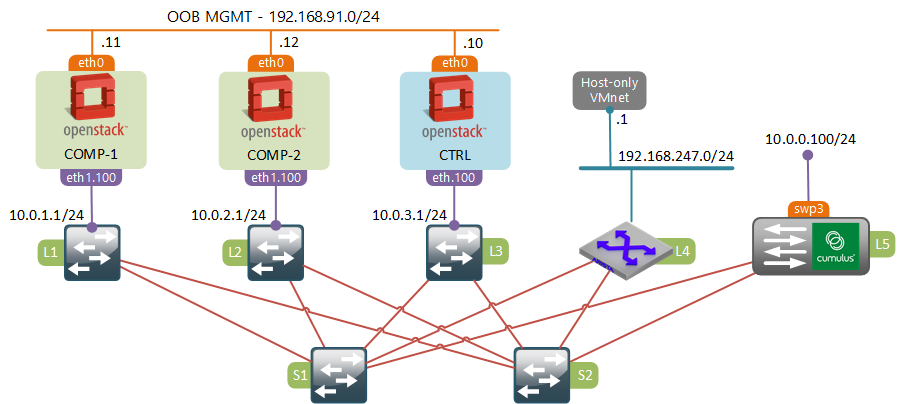 OOB MGMT - 192.168.91.0/24
.11
.12
.10
eth0
eth0
eth0
openstack™
openstack™
openstack™
COMP-1
COMP-2
CTRL
eth1.100
eth1.100
eth.100
Host-only
VMnet
.1
192.168.247.0/24
10.0.0.100/24
swp3
10.0.1.1/24
10.0.2.1/24
10.0.3.1/24
L1
L2
L3
L4
cumulus
L5
S1
S2